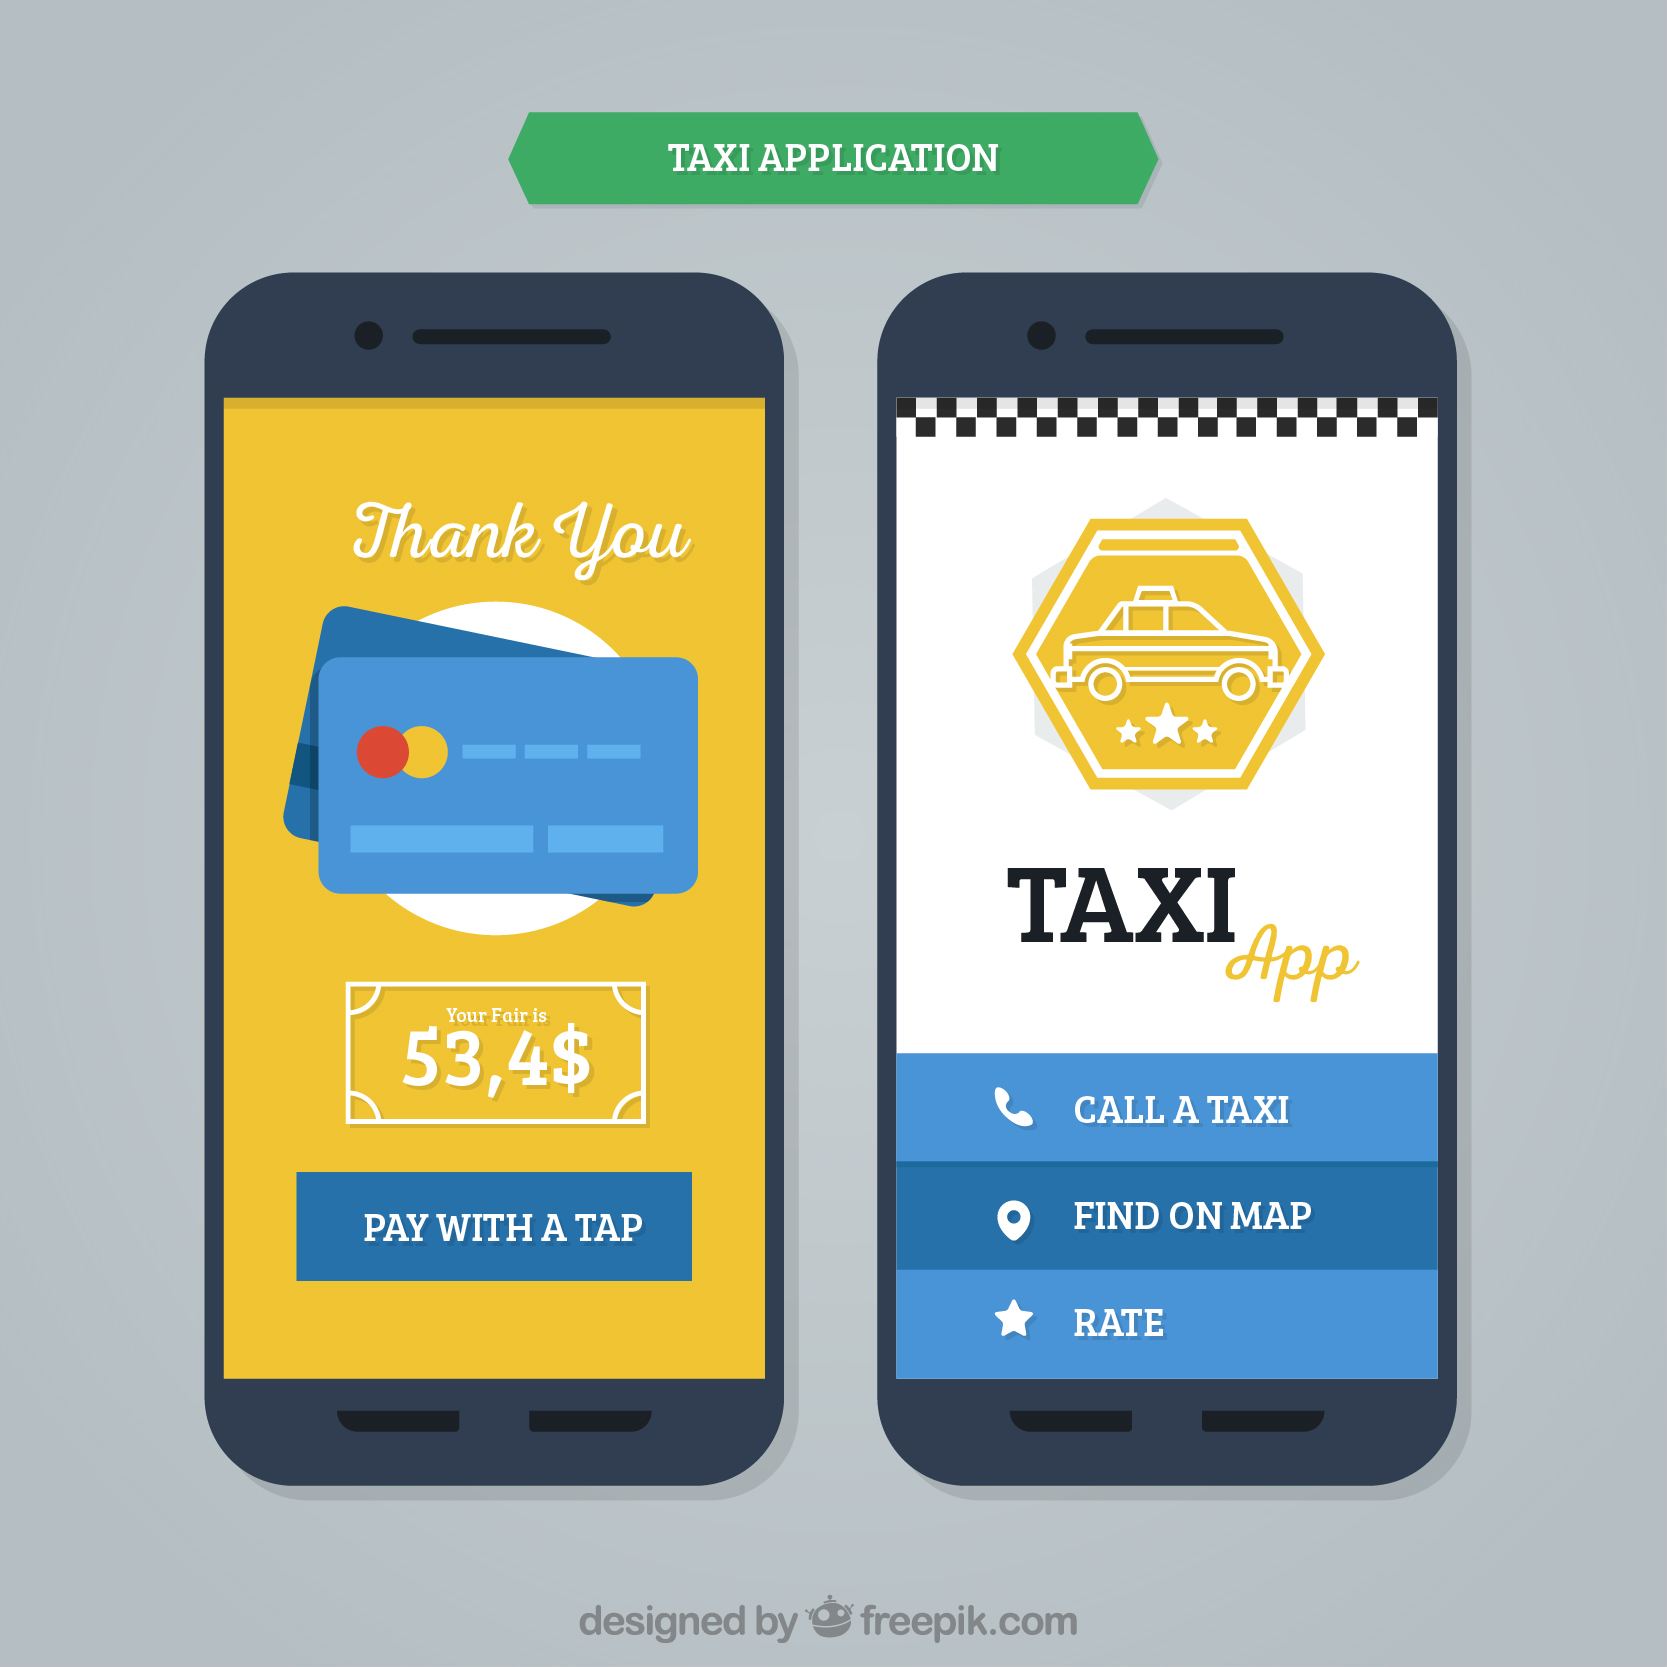 TAXI APPLICATION
Thank You
Your Fair is
53,4$
PAY WITH A TAP
TAXI
App
CALL A TAXI
FIND ON MAP
RATE
designed by freepik.com